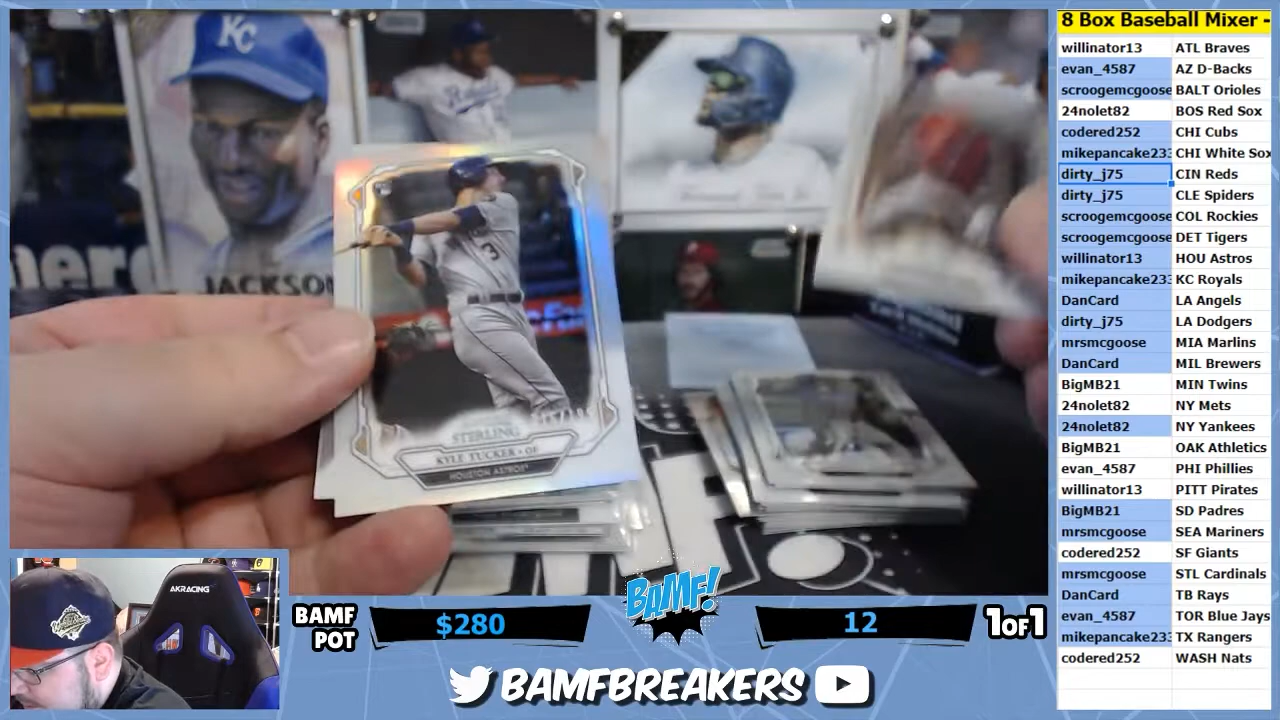 8 Box Baseball Mixer -
willinator13 ATL Braves
evan_4587 AZ D-Backs
scroogemcgoose BALT Orioles
24nolet82 BOS Red Sox
codered252 CHI Cubs
mikepancake233 CHI White Sox
dirty_j75 CIN Reds
dirty_j75 CLE Spiders
scroogemcgoose COL Rockies
scroogemcgoose DET Tigers
willinator13 HOU Astros
mikepancake233 KC Royals
DanCard LA Angels
dirty_j75 LA Dodgers
mrsmcgoose MIA Marlins
DanCard MIL Brewers
BigMB21 MIN Twins
24nolet82 NY Mets
24nolet82 NY Yankees
BigMB21 OAK Athletics
evan_4587 PHI Phillies
willinator13 PITT Pirates
BigMB21 SD Padres
mrsmcgoose SEA Mariners
codered252 SF Giants
mrsmcgoose STL Cardinals
DanCard TB Rays
evan_4587 TOR Blue Jays
mikepancake233 TX Rangers
codered252 WASH Nats
KC
JACKSON
3
STERLING
KYLE TUCKER • OF
HOUSTON ASTROS
AKRACING
BAMF POT
$280
BAMF!
12
1OF1
BAMFBREAKERS